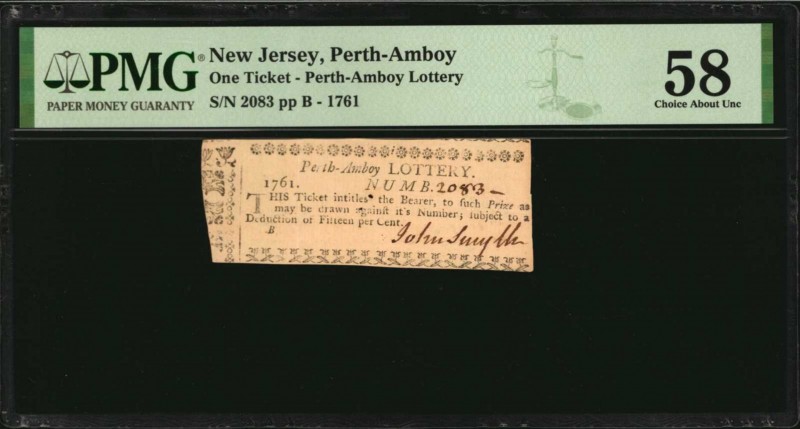 PMG®
PAPER MONEY GUARANTY
New Jersey, Perth-Amboy
One Ticket - Perth-Amboy Lottery
S/N 2083 pp B - 1761
58
Choice About Unc
Perth-Amboy LOTTERY.
1761. NUMB. 2083 —
THIS Ticket intitles the Bearer, to such Prize as
may be drawn against it's Number; subject to a
Deduction of Fifteen per Cent.
B John Smyth